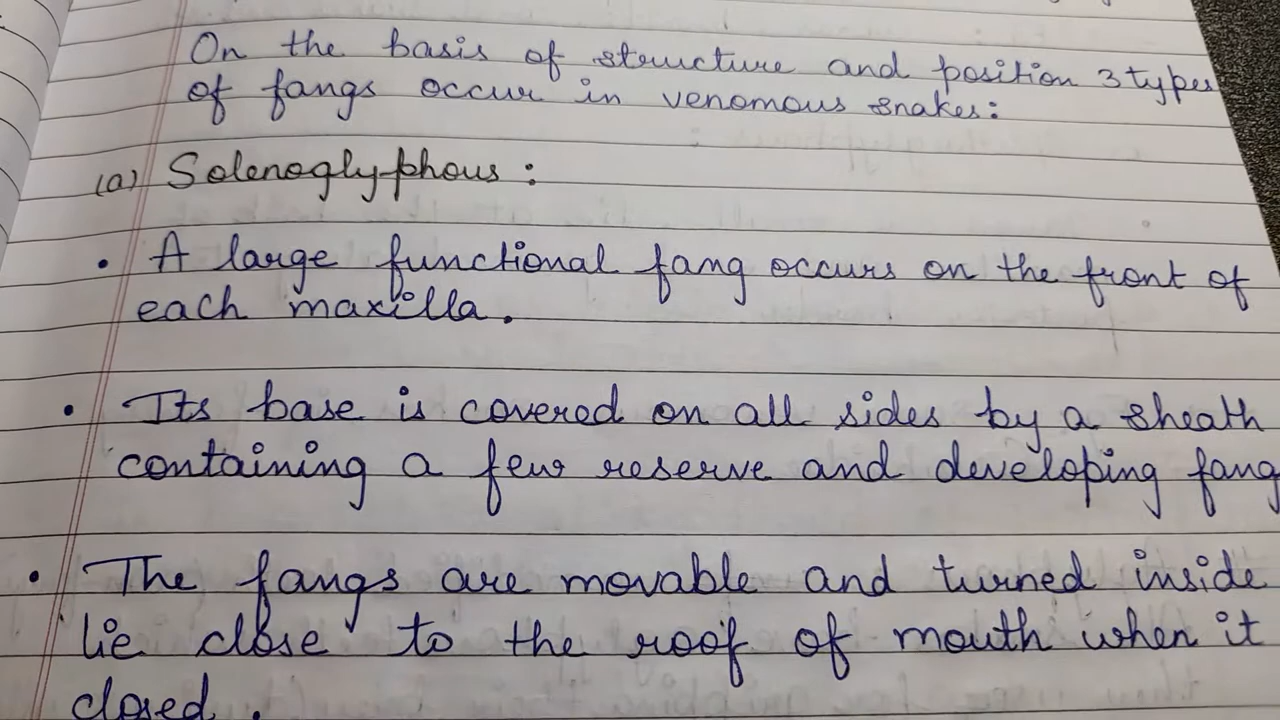 On the basis of structure and position 3 types
of fangs occur in venomous snakes:
(a) Solenoglyphous :
• A large functional fang occurs on the front of
each maxilla.
• Its base is covered on all sides by a sheath
containing a few reserve and developing fang
• The fangs are movable and turned inside
lie close to the roof of mouth when it
closed.